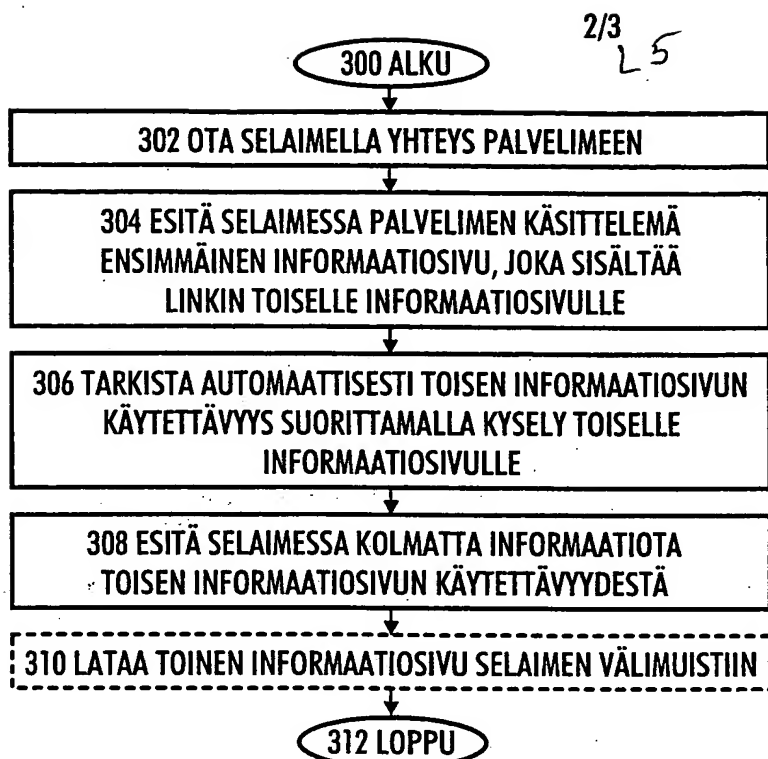 2/3
L 5
300 ALKU
302 OTA SELAIMELLA YHTEYS PALVELIMEEN
304 ESITÄ SELAIMESSA PALVELIMEN KÄSITTELEMÄ
ENSIMMÄINEN INFORMAATIOSIVU, JOKA SISÄLTÄÄ
LINKIN TOISELLE INFORMAATIOSIVULLE
306 TARKISTA AUTOMAATTISESTI TOISEN INFORMAATIOSIVUN
KÄYTETTÄVYYS SUORITTAMALLA KYSELY TOISELLE
INFORMAATIOSIVULLE
308 ESITÄ SELAIMESSA KOLMATTA INFORMAATIOTA
TOISEN INFORMAATIOSIVUN KÄYTETTÄVYYDESTÄ
310 LATAA TOINEN INFORMAATIOSIVU SELAIMEN VÄLIMUISTIIN
312 LOPPU